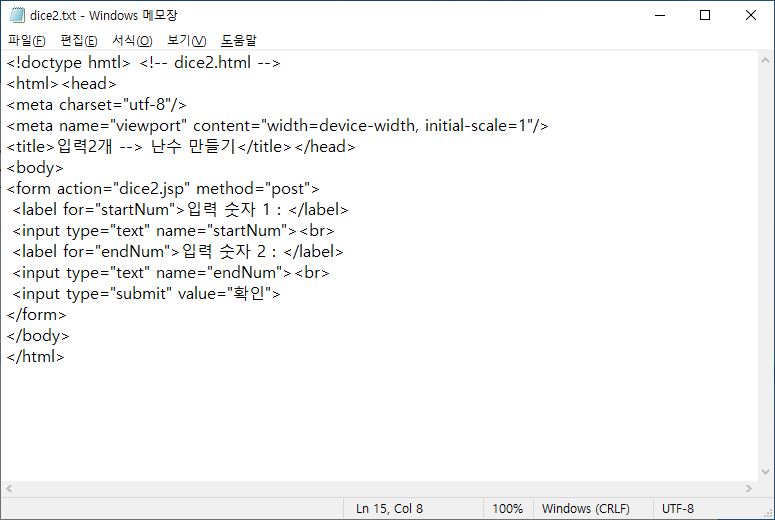 dice2.txt - Windows 메모장
파일(F) 편집(E) 서식(O) 보기(V) 도움말
<!doctype hmtl> <!-- dice2.html -->
<html><head>
<meta charset="utf-8"/>
<meta name="viewport" content="width=device-width, initial-scale=1"/>
<title>입력2개 --> 난수 만들기</title></head>
<body>
<form action="dice2.jsp" method="post">
<label for="startNum">입력 숫자 1 : </label>
<input type="text" name="startNum"><br>
<label for="endNum">입력 숫자 2 : </label>
<input type="text" name="endNum"><br>
<input type="submit" value="확인">
</form>
</body>
</html>
Ln 15, Col 8 100% Windows (CRLF) UTF-8